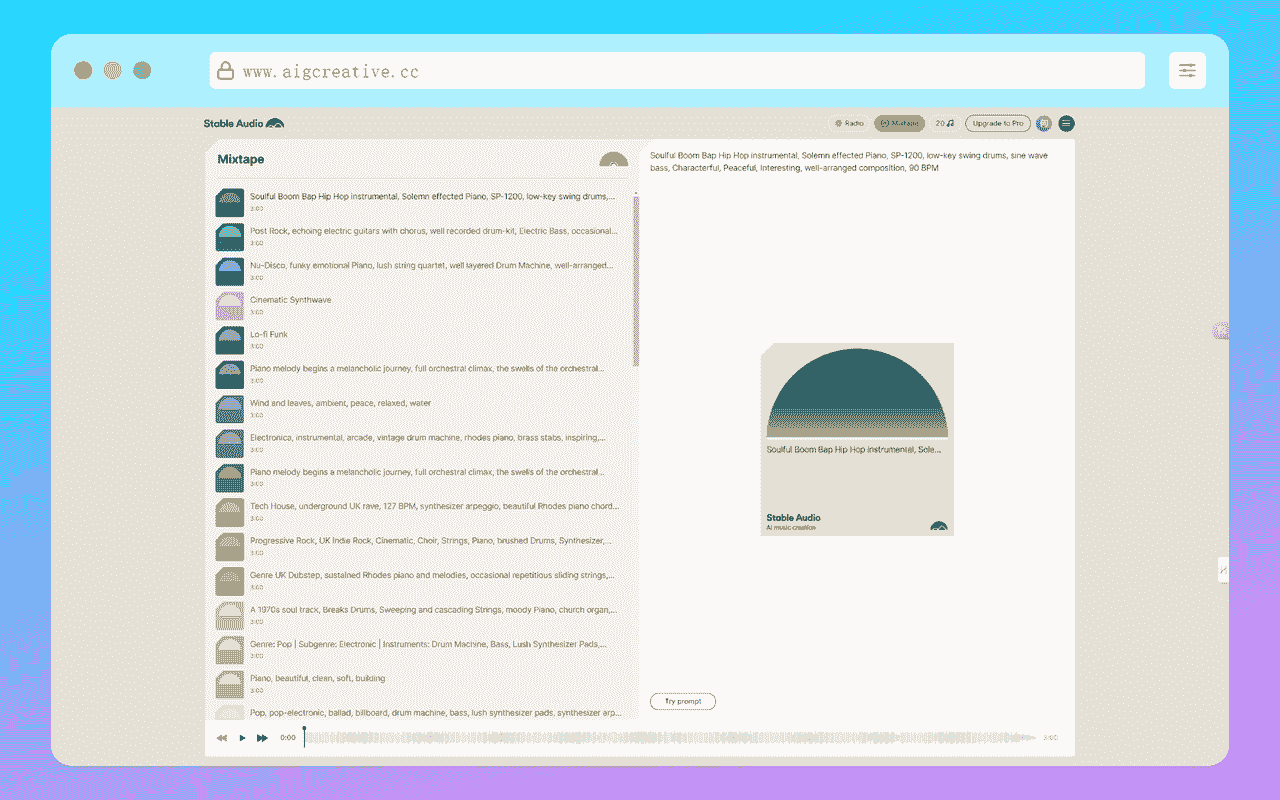 www.aigcreative.cc
Stable Audio
Radio
Mixtape
20
Upgrade to Pro
Mixtape
Soulful Boom Bap Hip Hop instrumental, Solemn effected Piano, SP-1200, low-key swing drums,...
3:00
Post Rock, echoing electric guitars with chorus, well recorded drum-kit, Electric Bass, occasional...
3:00
Nu-Disco, funky emotional Piano, lush string quartet, well layered Drum Machine, well-arranged...
3:00
Cinematic Synthwave
3:00
Lo-fi Funk
3:00
Piano melody begins a melancholic journey, full orchestral climax, the swells of the orchestral...
3:00
Wind and leaves, ambient, peace, relaxed, water
3:00
Electronica, instrumental, arcade, vintage drum machine, rhodes piano, brass stabs, inspiring,...
3:00
Piano melody begins a melancholic journey, full orchestral climax, the swells of the orchestral...
3:00
Tech House, underground UK rave, 127 BPM, synthesizer arpeggio, beautiful Rhodes piano chord...
3:00
Progressive Rock, UK Indie Rock, Cinematic, Choir, Strings, Piano, brushed Drums, Synthesizer,...
3:00
Genre UK Dubstep, sustained Rhodes piano and melodies, occasional repetitious sliding strings,...
3:00
A 1970s soul track, Breaks Drums, Sweeping and cascading Strings, moody Piano, church organ,...
3:00
Genre: Pop | Subgenre: Electronic | Instruments: Drum Machine, Bass, Lush Synthesizer Pads,...
3:00
Piano, beautiful, clean, soft, building
3:00
Pop, pop-electronic, ballad, billboard, drum machine, bass, lush synthesizer pads, synthesizer arp...
Soulful Boom Bap Hip Hop instrumental, Solemn effected Piano, SP-1200, low-key swing drums, sine wave
bass, Characterful, Peaceful, Interesting, well-arranged composition, 90 BPM
Soulful Boom Bap Hip Hop instrumental, Sole...
Stable Audio
AI music creation
Try prompt
0:00
3:00